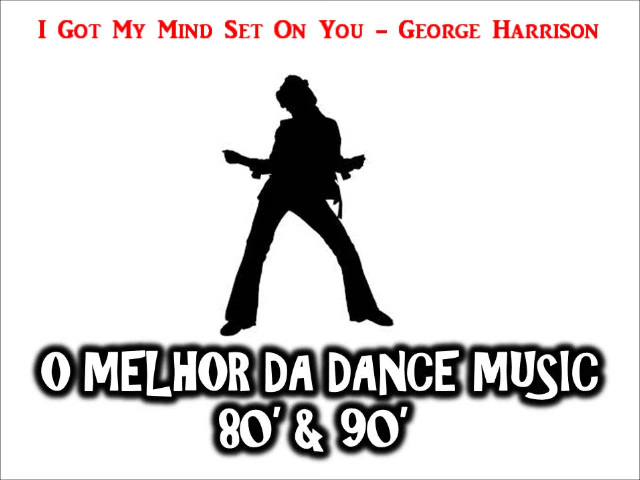 I Got My Mind Set On You - George Harrison
O MELHOR DA DANCE MUSIC
80' & 90'